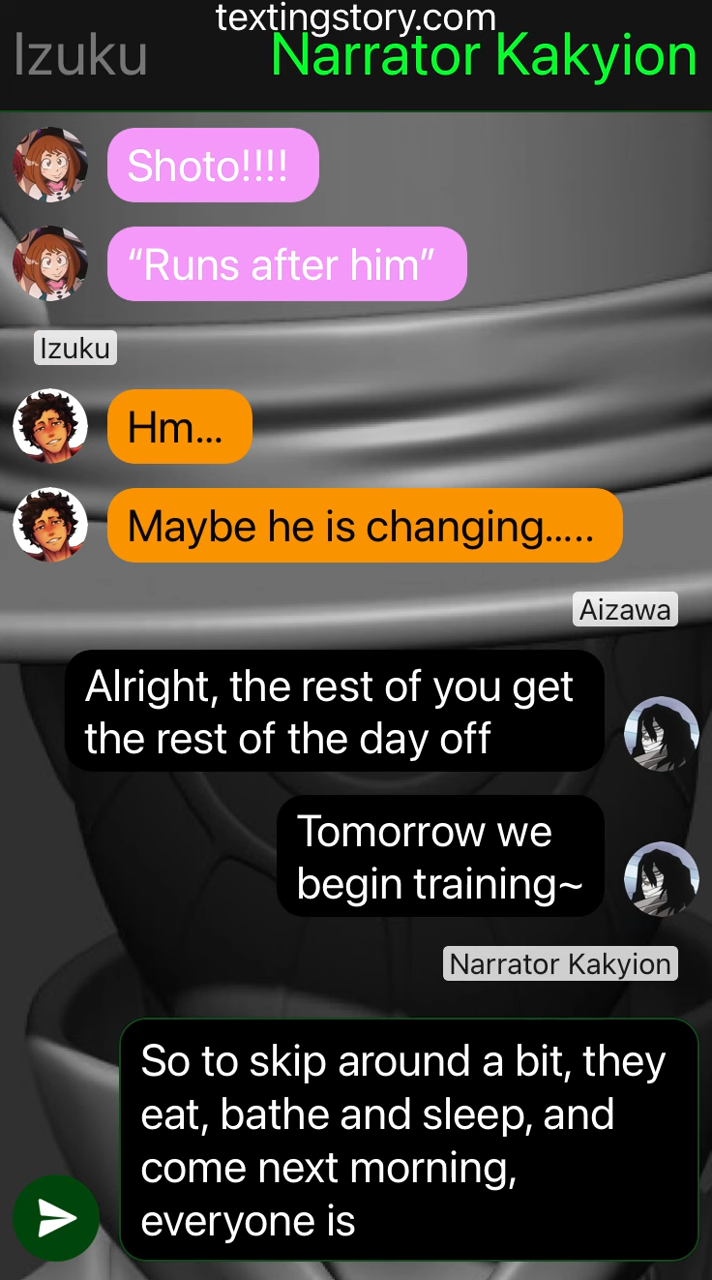 textingstory.com
Izuku
Narrator Kakyion
Shoto!!!!
“Runs after him”
Izuku
Hm...
Maybe he is changing.....
Aizawa
Alright, the rest of you get
the rest of the day off
Tomorrow we
begin training~
Narrator Kakyion
So to skip around a bit, they
eat, bathe and sleep, and
come next morning,
everyone is